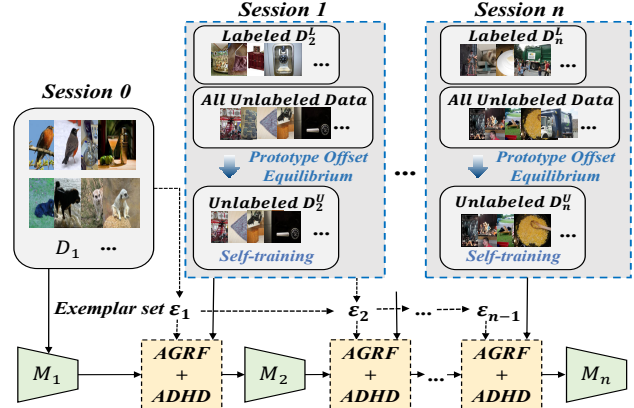 Session 0
D₁ ...
Session 1
Labeled D₂ᴸ
...
All Unlabeled Data
...
Prototype Offset
Equilibrium
Unlabeled D₂ᵁ
...
Self-training
...
Session n
Labeled Dₙᴸ
...
All Unlabeled Data
...
Prototype Offset
Equilibrium
Unlabeled Dₙᵁ
...
Self-training
Exemplar set ε₁ ε₂ ... εₙ₋₁
M₁
AGRF
+
ADHD
M₂
AGRF
+
ADHD
...
AGRF
+
ADHD
Mₙ